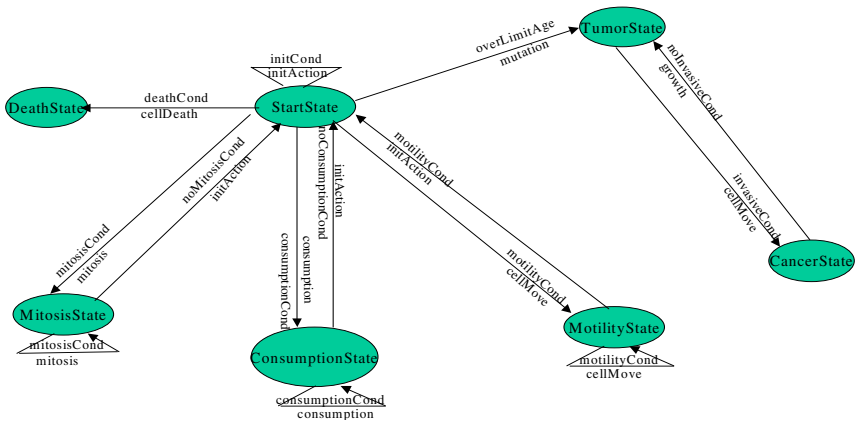 TumorState
overLimitAge
mutation
noInvasiveCond
growth
initCond
initAction
DeathState
deathCond
cellDeath
StartState
noMitosisCond
initAction
mitosisCond
mitosis
noConsumptionCond
initAction
consumption
consumptionCond
motilityCond
initAction
motilityCond
cellMove
invasiveCond
cellMove
CancerState
MitosisState
mitosisCond
mitosis
ConsumptionState
consumptionCond
consumption
MotilityState
motilityCond
cellMove